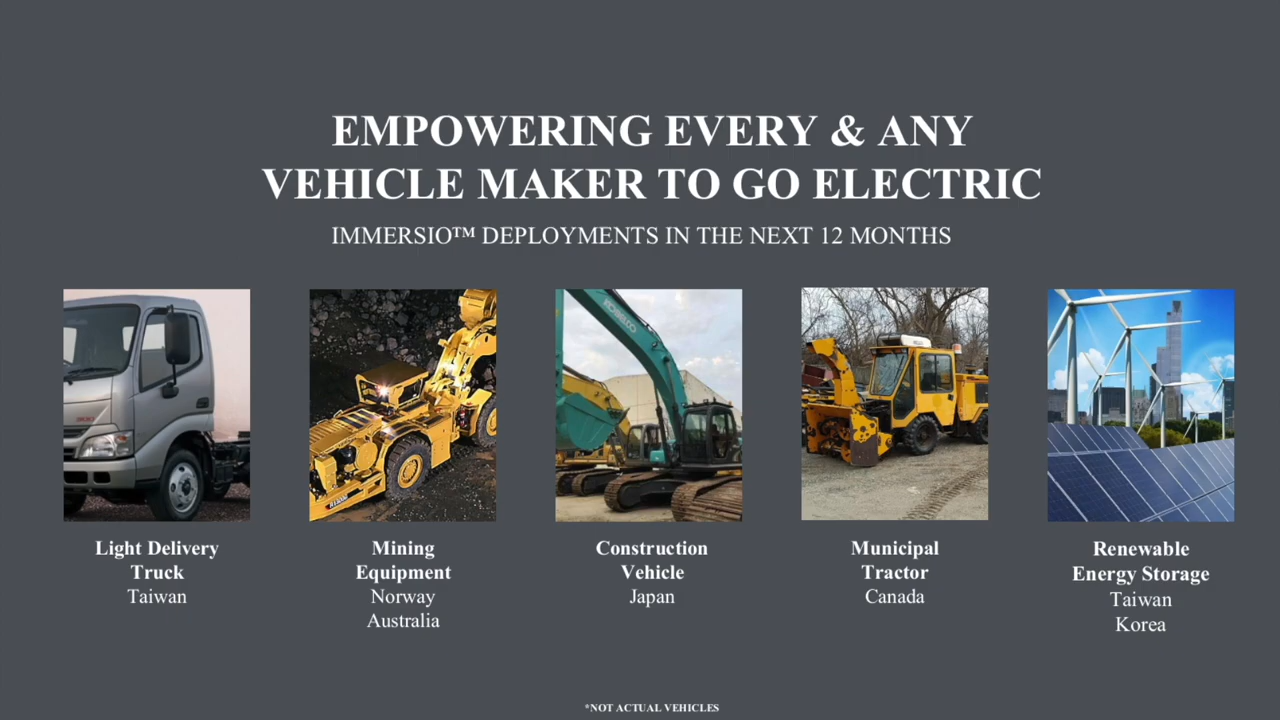 EMPOWERING EVERY & ANY
VEHICLE MAKER TO GO ELECTRIC
IMMERSIO™ DEPLOYMENTS IN THE NEXT 12 MONTHS
KOBELCO
Light Delivery
Truck
Taiwan
Mining
Equipment
Norway
Australia
Construction
Vehicle
Japan
Municipal
Tractor
Canada
Renewable
Energy Storage
Taiwan
Korea
*NOT ACTUAL VEHICLES